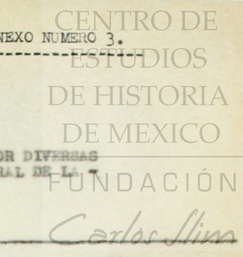 NEXO NUMERO 3.
CENTRO DE
ESTUDIOS
DE HISTORIA
DE MEXICO
OR DIVERSAS
RAL DE LA -
FUNDACIÓN
Carlos Slim